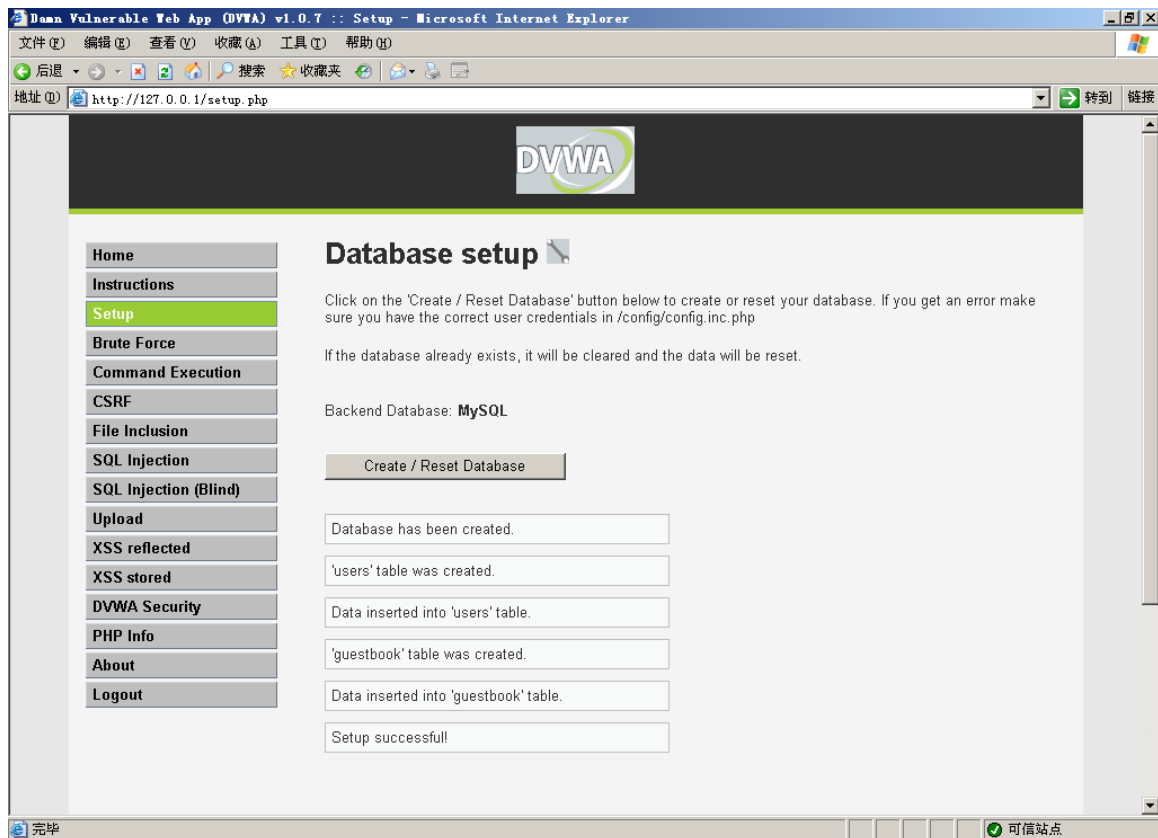 Damn Vulnerable Web App (DVWA) v1.0.7 :: Setup - Microsoft Internet Explorer
文件(F) 编辑(E) 查看(V) 收藏(A) 工具(T) 帮助(H)
后退 搜索 收藏夹
地址(D) http://127.0.0.1/setup.php 转到 链接
DVWA
Home
Instructions
Setup
Brute Force
Command Execution
CSRF
File Inclusion
SQL Injection
SQL Injection (Blind)
Upload
XSS reflected
XSS stored
DVWA Security
PHP Info
About
Logout
Database setup
Click on the 'Create / Reset Database' button below to create or reset your database. If you get an error make
sure you have the correct user credentials in /config/config.inc.php
If the database already exists, it will be cleared and the data will be reset.
Backend Database: MySQL
Create / Reset Database
Database has been created.
'users' table was created.
Data inserted into 'users' table.
'guestbook' table was created.
Data inserted into 'guestbook' table.
Setup successful!
完毕 可信站点